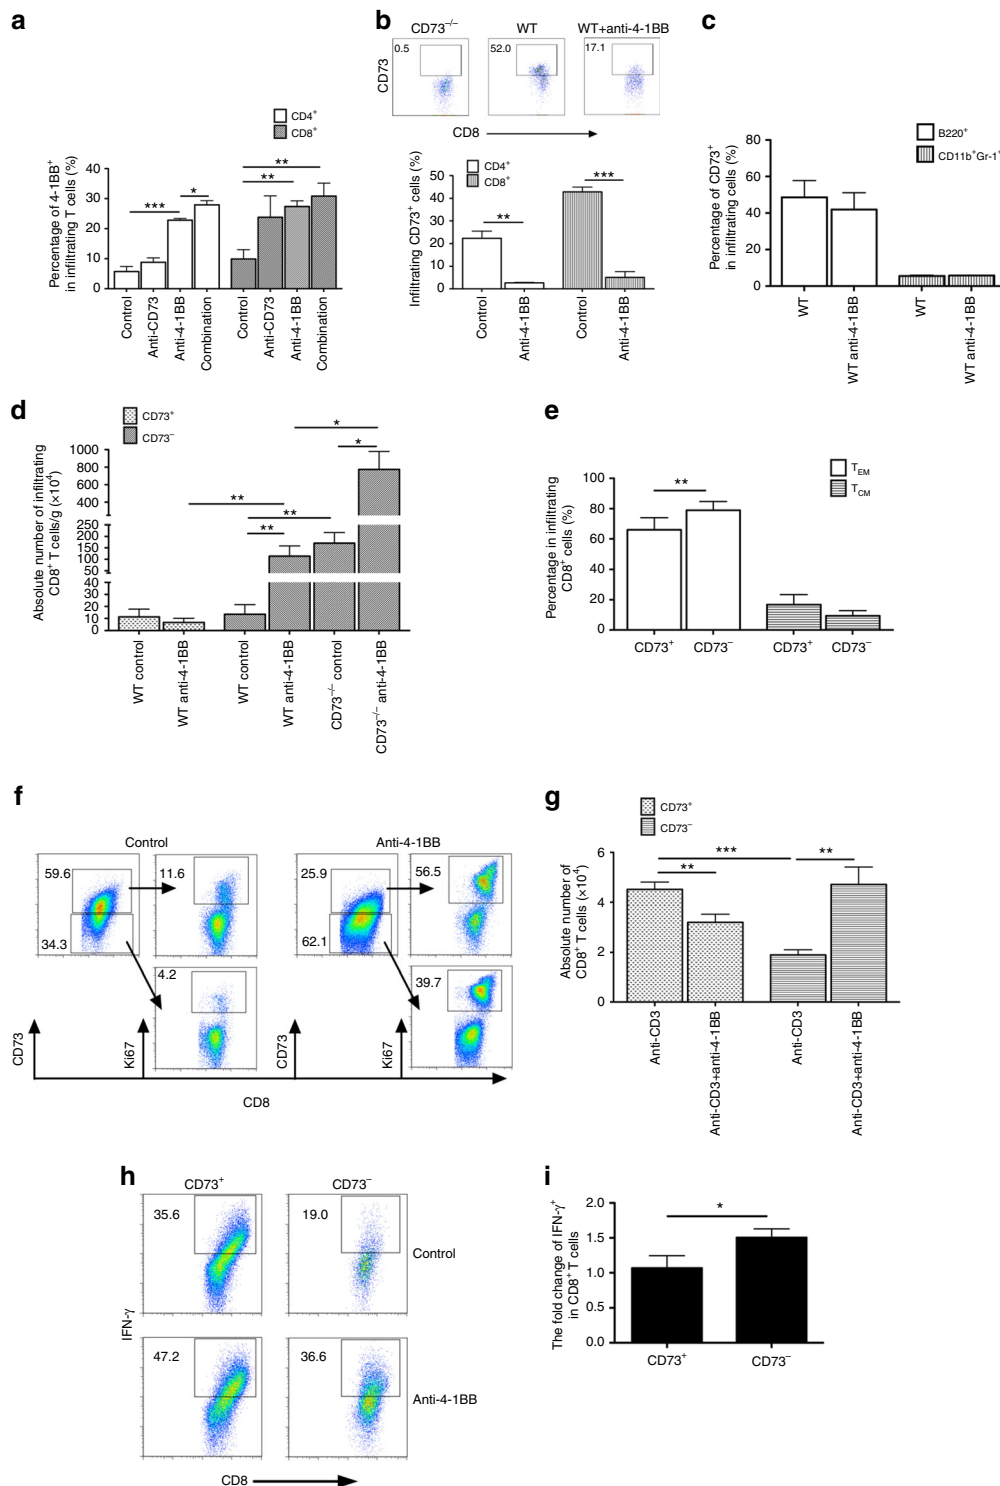 a
CD4⁺
CD8⁺
Percentage of 4-1BB⁺
in infiltrating T cells (%)
40
30
20
10
0
***
*
**
**
Control
Anti-CD73
Anti-4-1BB
Combination
Control
Anti-CD73
Anti-4-1BB
Combination
b
CD73⁻/⁻
WT
WT+anti-4-1BB
0.5
52.0
17.1
CD73
CD8
CD4⁺
CD8⁺
Infiltrating CD73⁺ cells (%)
50
40
30
20
10
0
**
***
Control
Anti-4-1BB
Control
Anti-4-1BB
c
B220⁺
CD11b⁺Gr-1⁺
Percentage of CD73⁺
in infiltrating cells (%)
80
60
40
20
0
WT
WT anti-4-1BB
WT
WT anti-4-1BB
d
CD73⁺
CD73⁻
Absolute number of infiltrating
CD8⁺ T cells/g (×10⁴)
1000
800
600
400
250
200
150
100
50
40
30
20
10
0
*
*
**
**
**
WT control
WT anti-4-1BB
WT control
WT anti-4-1BB
CD73⁻/⁻ control
CD73⁻/⁻ anti-4-1BB
e
T_EM
T_CM
Percentage in infiltrating
CD8⁺ cells (%)
100
80
60
40
20
0
**
CD73⁺
CD73⁻
CD73⁺
CD73⁻
f
Control
Anti-4-1BB
59.6
34.3
11.6
4.2
25.9
62.1
56.5
39.7
CD73
Ki67
CD73
Ki67
CD8
g
CD73⁺
CD73⁻
Absolute number of
CD8⁺ T cells (×10⁴)
6
4
2
0
***
**
**
Anti-CD3
Anti-CD3+anti-4-1BB
Anti-CD3
Anti-CD3+anti-4-1BB
h
CD73⁺
CD73⁻
35.6
19.0
Control
IFN-γ
47.2
36.6
Anti-4-1BB
CD8
i
The fold change of IFN-γ⁺
in CD8⁺ T cells
2.0
1.5
1.0
0.5
0.0
*
CD73⁺
CD73⁻